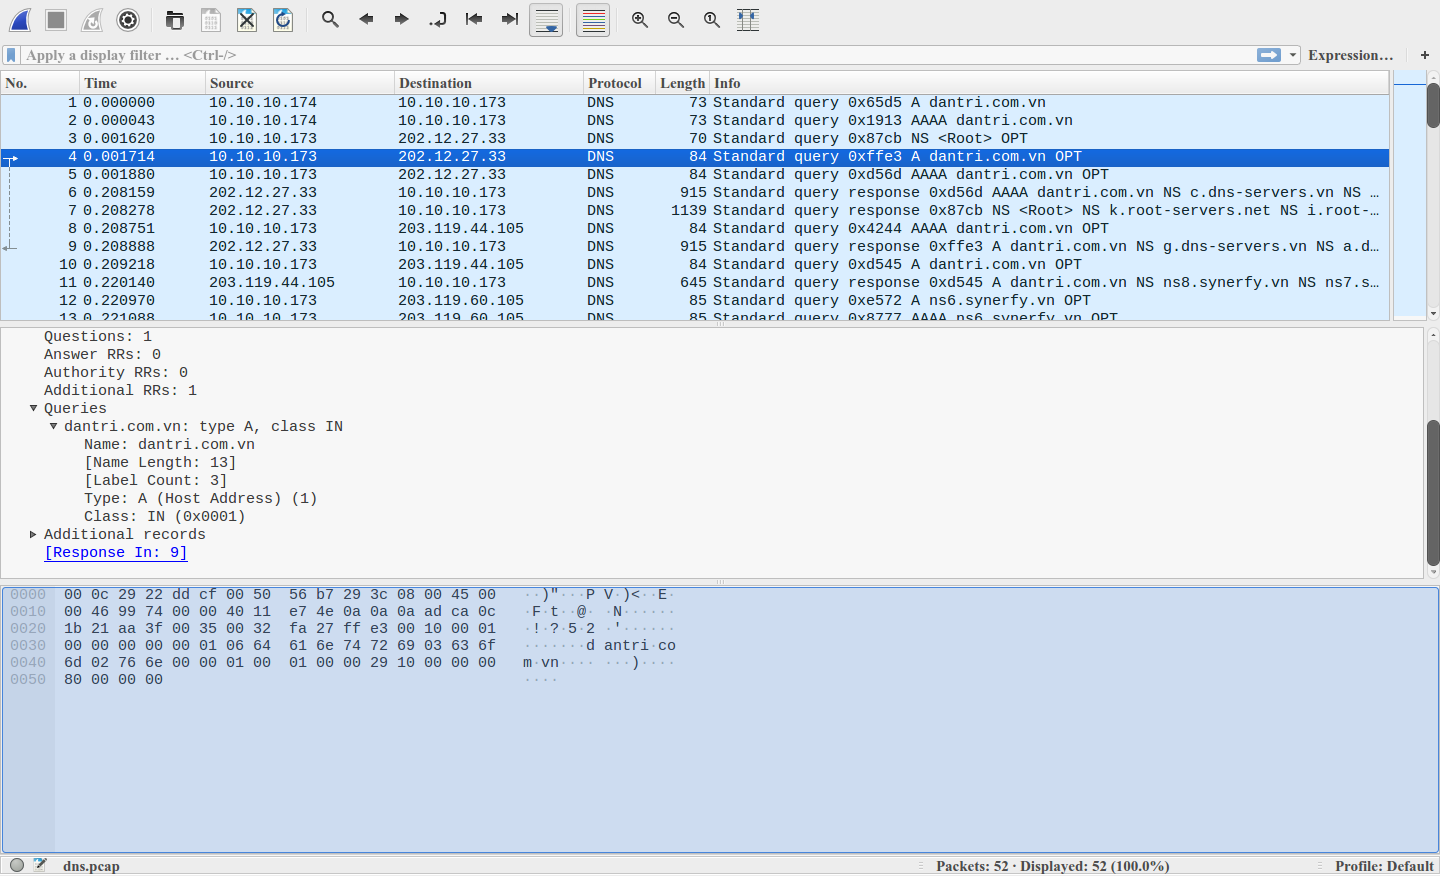 Apply a display filter … <Ctrl-/> Expression… +
No. Time Source Destination Protocol Length Info
1 0.000000 10.10.10.174 10.10.10.173 DNS 73 Standard query 0x65d5 A dantri.com.vn
2 0.000043 10.10.10.174 10.10.10.173 DNS 73 Standard query 0x1913 AAAA dantri.com.vn
3 0.001620 10.10.10.173 202.12.27.33 DNS 70 Standard query 0x87cb NS <Root> OPT
4 0.001714 10.10.10.173 202.12.27.33 DNS 84 Standard query 0xffe3 A dantri.com.vn OPT
5 0.001880 10.10.10.173 202.12.27.33 DNS 84 Standard query 0xd56d AAAA dantri.com.vn OPT
6 0.208159 202.12.27.33 10.10.10.173 DNS 915 Standard query response 0xd56d AAAA dantri.com.vn NS c.dns-servers.vn NS …
7 0.208278 202.12.27.33 10.10.10.173 DNS 1139 Standard query response 0x87cb NS <Root> NS k.root-servers.net NS i.root-…
8 0.208751 10.10.10.173 203.119.44.105 DNS 84 Standard query 0x4244 AAAA dantri.com.vn OPT
9 0.208888 202.12.27.33 10.10.10.173 DNS 915 Standard query response 0xffe3 A dantri.com.vn NS g.dns-servers.vn NS a.d…
10 0.209218 10.10.10.173 203.119.44.105 DNS 84 Standard query 0xd545 A dantri.com.vn OPT
11 0.220140 203.119.44.105 10.10.10.173 DNS 645 Standard query response 0xd545 A dantri.com.vn NS ns8.synerfy.vn NS ns7.s…
12 0.220970 10.10.10.173 203.119.60.105 DNS 85 Standard query 0xe572 A ns6.synerfy.vn OPT
13 0.221088 10.10.10.173 203.119.60.105 DNS 85 Standard query 0x8777 AAAA ns6.synerfy.vn OPT
Questions: 1
Answer RRs: 0
Authority RRs: 0
Additional RRs: 1
Queries
dantri.com.vn: type A, class IN
Name: dantri.com.vn
[Name Length: 13]
[Label Count: 3]
Type: A (Host Address) (1)
Class: IN (0x0001)
Additional records
[Response In: 9]
0000 00 0c 29 22 dd cf 00 50 56 b7 29 3c 08 00 45 00 ··)"···P V·)<··E·
0010 00 46 99 74 00 00 40 11 e7 4e 0a 0a 0a ad ca 0c ·F·t··@· ·N······
0020 1b 21 aa 3f 00 35 00 32 fa 27 ff e3 00 10 00 01 ·!·?·5·2 ·'······
0030 00 00 00 00 00 01 06 64 61 6e 74 72 69 03 63 6f ·······d antri·co
0040 6d 02 76 6e 00 00 01 00 01 00 00 29 10 00 00 00 m·vn···· ···)····
0050 80 00 00 00 ····
dns.pcap Packets: 52 · Displayed: 52 (100.0%) Profile: Default